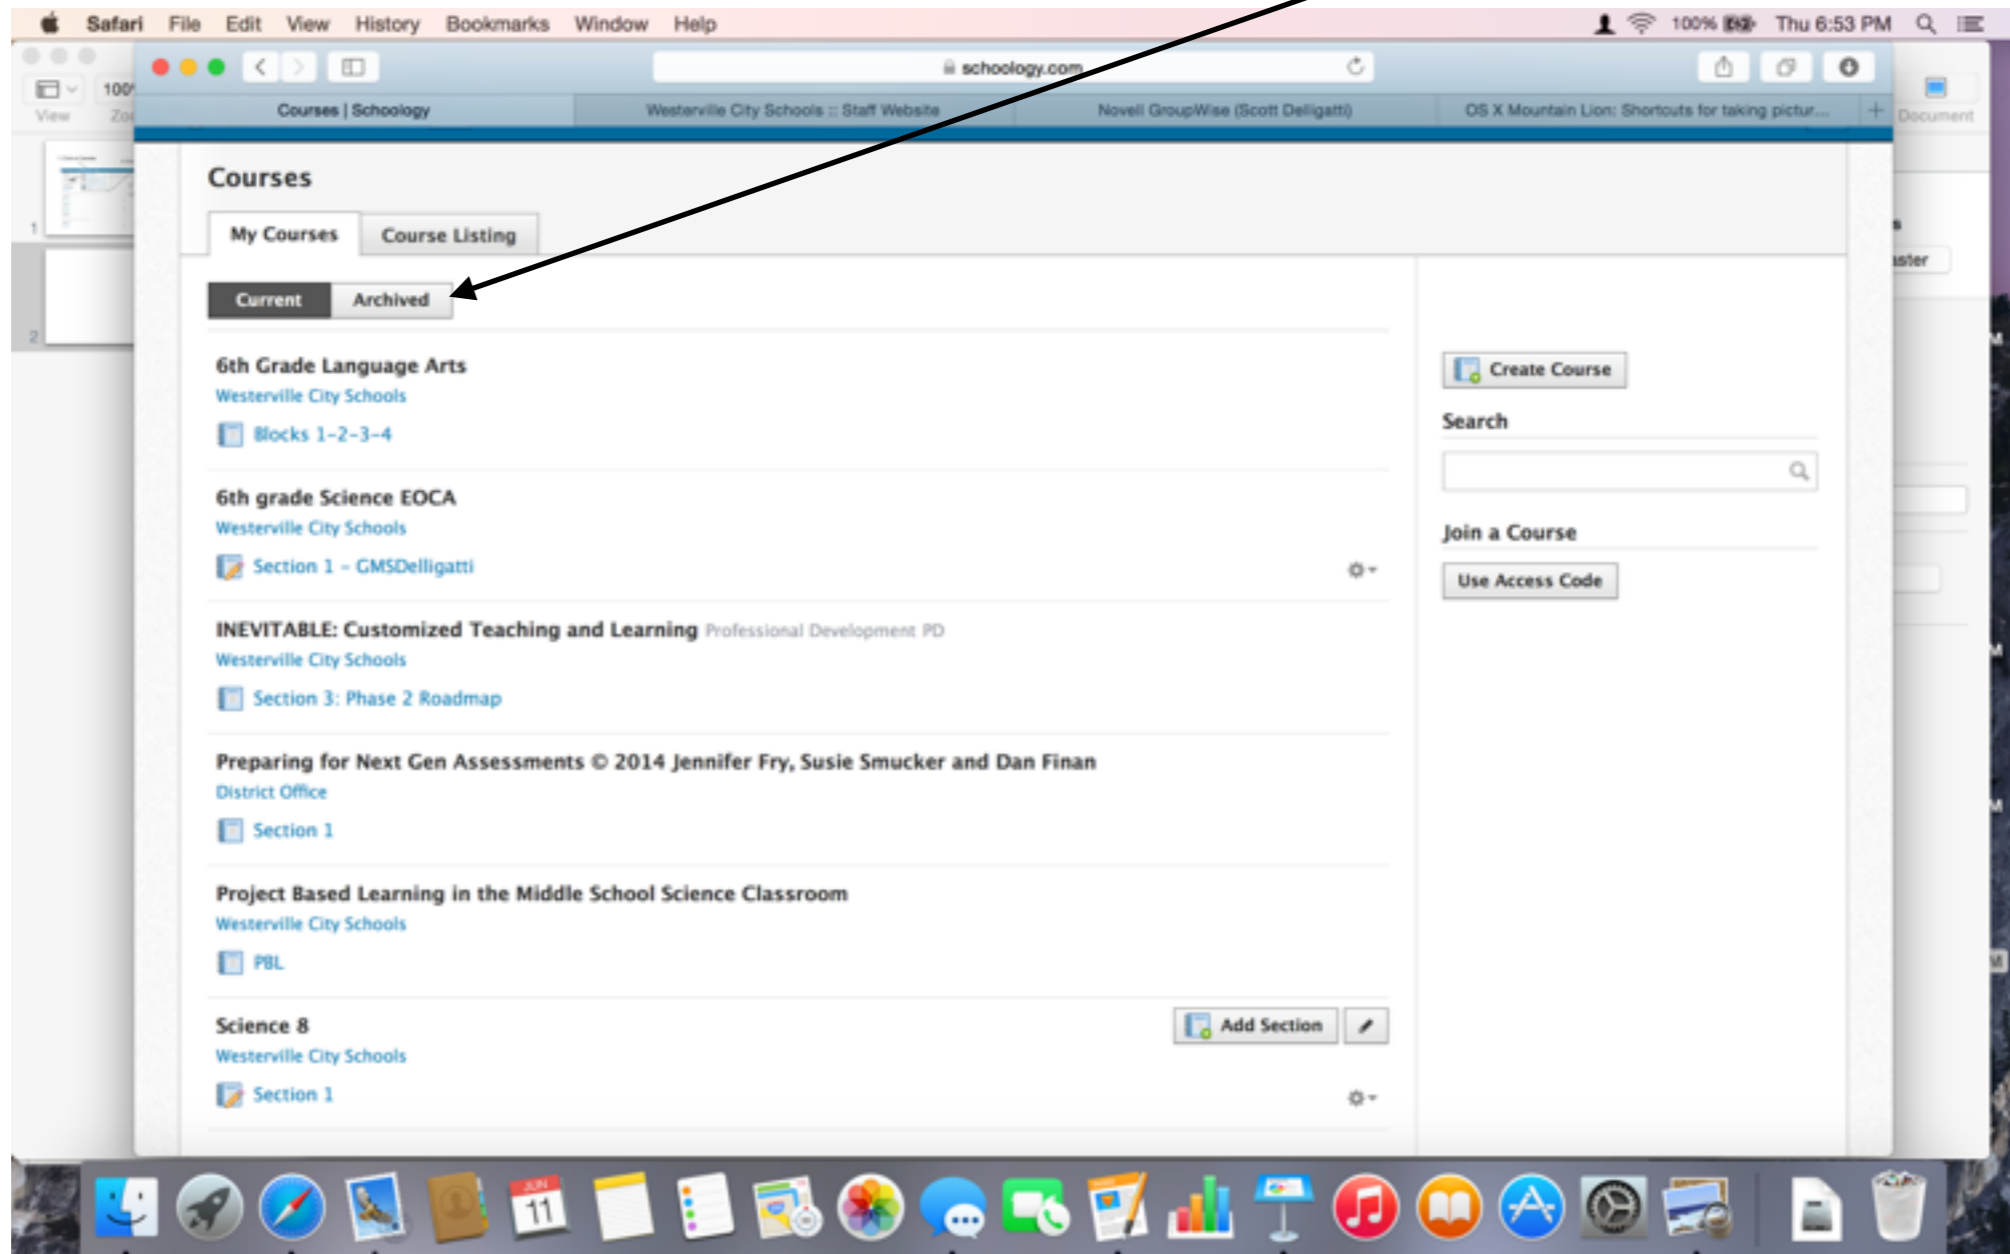 Safari File Edit View History Bookmarks Window Help 100% Thu 6:53 PM
schoology.com
Courses | Schoology Westerville City Schools :: Staff Website Novell GroupWise (Scott Delligatti) OS X Mountain Lion: Shortcuts for taking pictur... +
View Document
Courses
My Courses Course Listing
1
Current Archived
2
6th Grade Language Arts
Westerville City Schools
Blocks 1-2-3-4
Create Course
Search
6th grade Science EOCA
Westerville City Schools
Section 1 - GMSDelligatti
Join a Course
Use Access Code
INEVITABLE: Customized Teaching and Learning Professional Development PD
Westerville City Schools
Section 3: Phase 2 Roadmap
Preparing for Next Gen Assessments © 2014 Jennifer Fry, Susie Smucker and Dan Finan
District Office
Section 1
Project Based Learning in the Middle School Science Classroom
Westerville City Schools
PBL
Science 8
Add Section
Westerville City Schools
Section 1
JUN
11